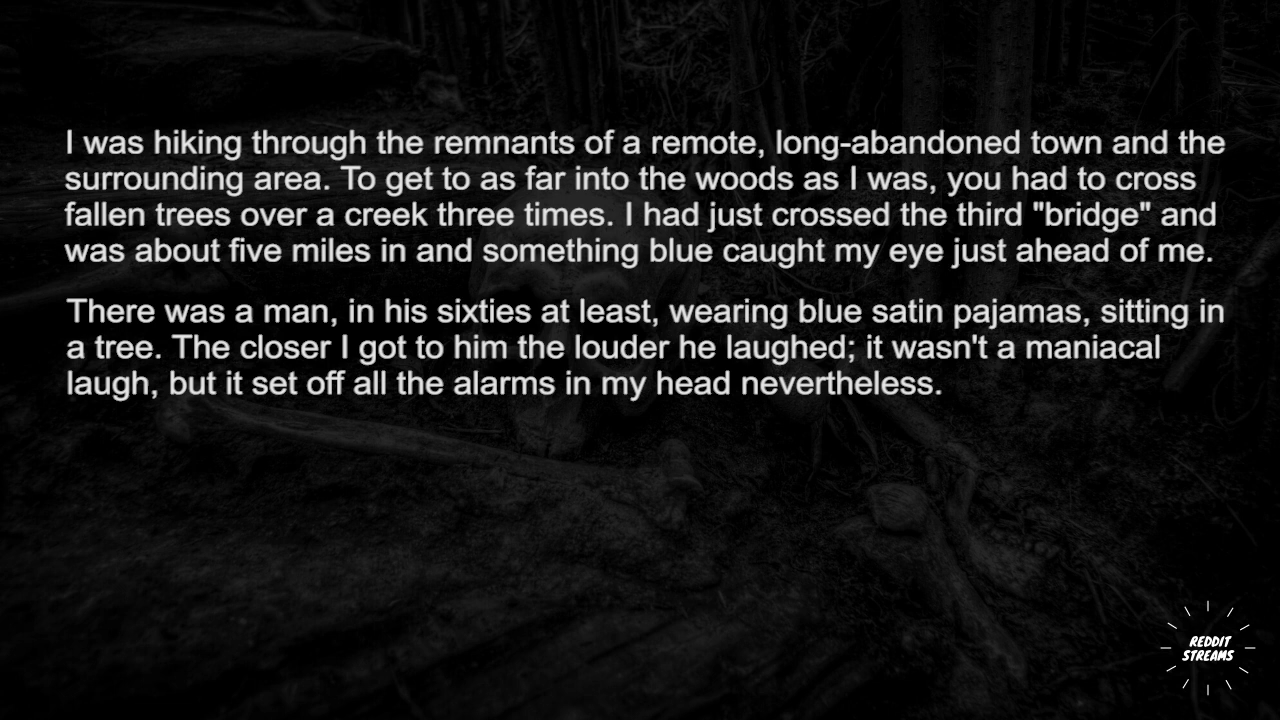 I was hiking through the remnants of a remote, long-abandoned town and the
surrounding area. To get to as far into the woods as I was, you had to cross
fallen trees over a creek three times. I had just crossed the third "bridge" and
was about five miles in and something blue caught my eye just ahead of me.
There was a man, in his sixties at least, wearing blue satin pajamas, sitting in
a tree. The closer I got to him the louder he laughed; it wasn't a maniacal
laugh, but it set off all the alarms in my head nevertheless.
REDDIT
STREAMS